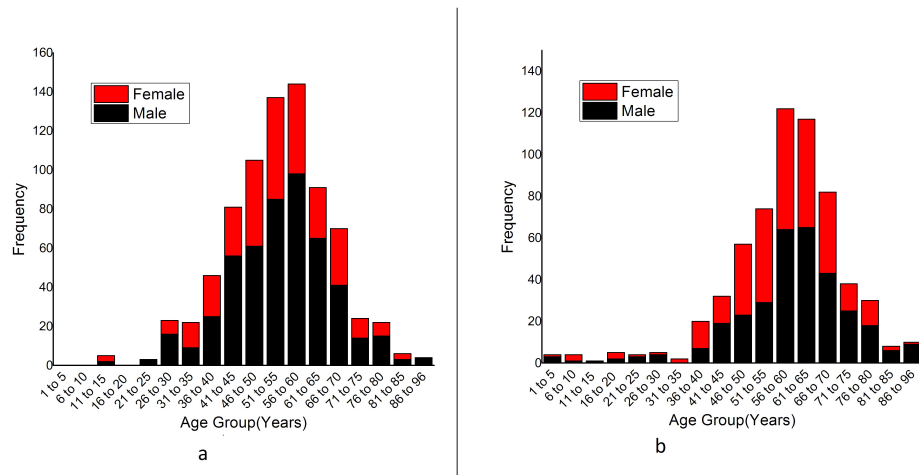 160
140
120
100
80
60
40
20
0
Frequency
Female
Male
1 to 5
6 to 10
11 to 15
16 to 20
21 to 25
26 to 30
31 to 35
36 to 40
41 to 45
46 to 50
51 to 55
56 to 60
61 to 65
66 to 70
71 to 75
76 to 80
81 to 85
86 to 96
Age Group(Years)
a
140
120
100
80
60
40
20
0
Frequency
Female
Male
1 to 5
6 to 10
11 to 15
16 to 20
21 to 25
26 to 30
31 to 35
36 to 40
41 to 45
46 to 50
51 to 55
56 to 60
61 to 65
66 to 70
71 to 75
76 to 80
81 to 85
86 to 96
Age Group(Years)
b